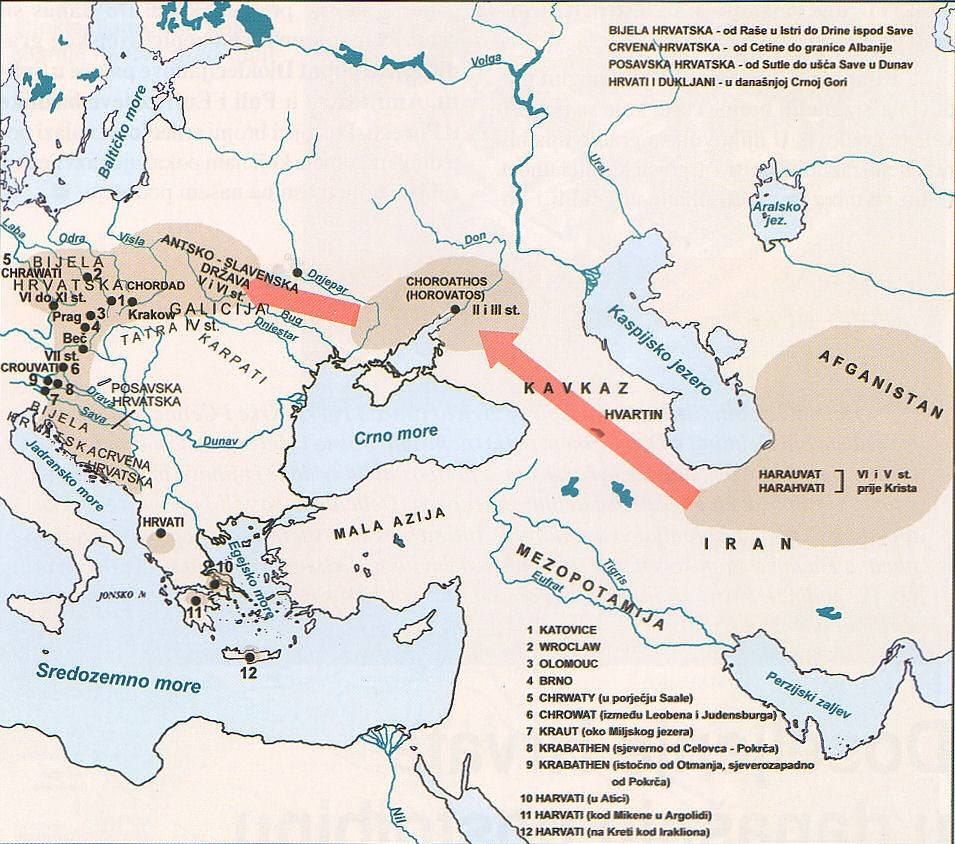 BIJELA HRVATSKA - od Raše u Istri do Drine ispod Save
CRVENA HRVATSKA - od Cetine do granice Albanije
POSAVSKA HRVATSKA - od Sutle do ušća Save u Dunav
HRVATI I DUKLJANI - u današnjoj Crnoj Gori
Volga
Baltičko more
Ural
Aralsko
jez.
Laba
Odra
Visla
Don
5
BIJELA
CHRAWATI
2
HRVATSKA
CHORDAD
VI do XI st.
1
Prag
3
Krakow
4
Beč
TATRA
ANTSKO - SLAVENSKA
DRŽAVA
V i VI st.
GALICIJA
IV st.
Dnjepar
Bug
Dniestar
KARPATI
CHOROATHOS
(HOROVATOS)
II i III st.
VII st.
CROUVATI
6
9
8
7
POSAVSKA
HRVATSKA
Drava
Sava
BIJELA
HRVATSKA
CRVENA
HRVATSKA
Jadransko more
Dunav
Crno more
KAVKAZ
HVARTIN
Kaspijsko jezero
AFGANISTAN
HARAUVAT
HARAHVATI
VI i V st.
prije Krista
IRAN
HRVATI
MALA AZIJA
Egejsko more
10
11
JONSKO
12
Sredozemno more
MEZOPOTAMIJA
Tigris
Eufrat
Perzijski zaljev
Nil
1 KATOVICE
2 WROCLAW
3 OLOMOUC
4 BRNO
5 CHRWATY (u porječju Saale)
6 CHROWAT (između Leobena i Judensburga)
7 KRAUT (oko Miljskog jezera)
8 KRABATHEN (sjeverno od Celovca - Pokrča)
9 KRABATHEN (istočno od Otmanja, sjeverozapadno
od Pokrča)
10 HARVATI (u Atici)
11 HARVATI (kod Mikene u Argolidi)
12 HARVATI (na Kreti kod Irakliona)